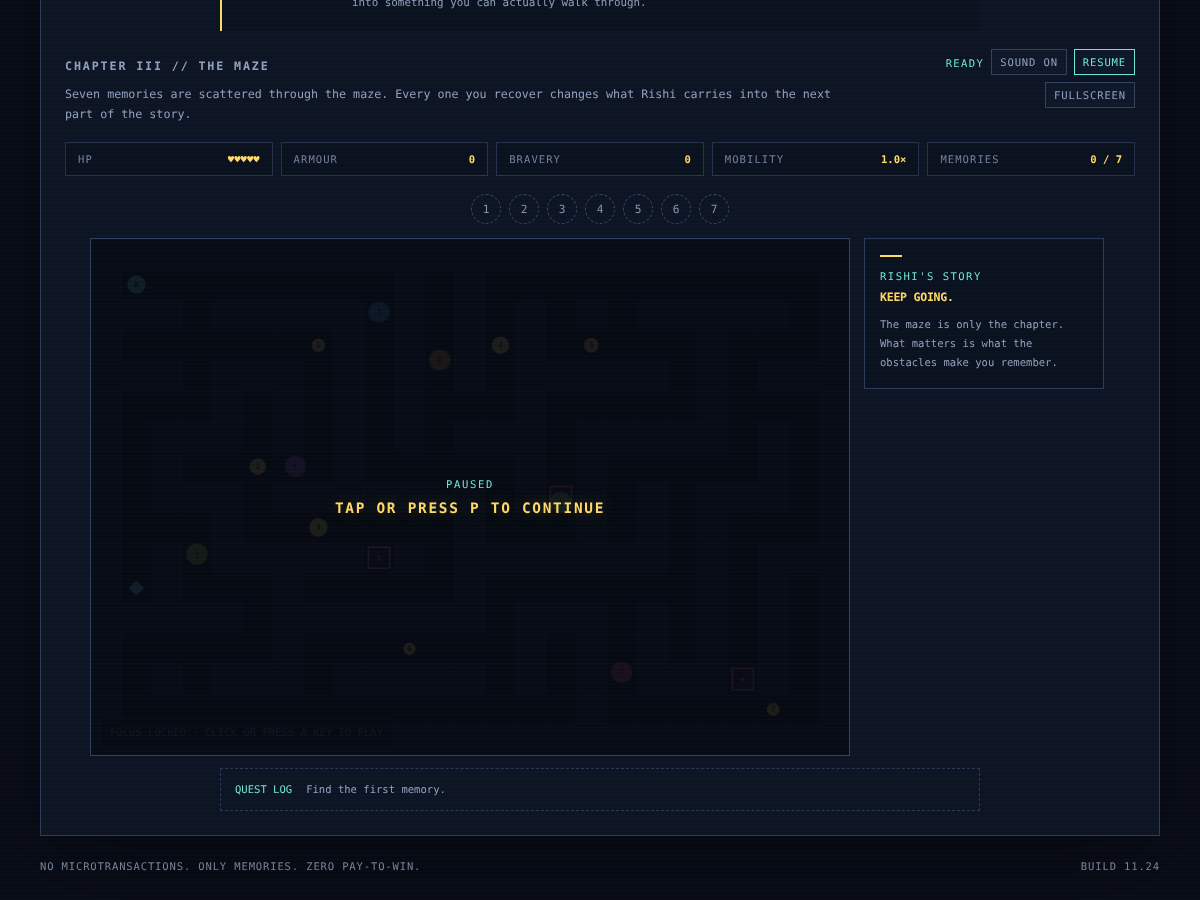 into something you can actually walk through.
CHAPTER III // THE MAZE
READY
SOUND ON
RESUME
FULLSCREEN
Seven memories are scattered through the maze. Every one you recover changes what Rishi carries into the next
part of the story.
HP ♥♥♥♥♥
ARMOUR 0
BRAVERY 0
MOBILITY 1.0×
MEMORIES 0 / 7
1 2 3 4 5 6 7
PAUSED
TAP OR PRESS P TO CONTINUE
FOCUS LOCKED · CLICK OR PRESS A KEY TO PLAY
RISHI'S STORY
KEEP GOING.
The maze is only the chapter.
What matters is what the
obstacles make you remember.
QUEST LOG Find the first memory.
NO MICROTRANSACTIONS. ONLY MEMORIES. ZERO PAY-TO-WIN.
BUILD 11.24